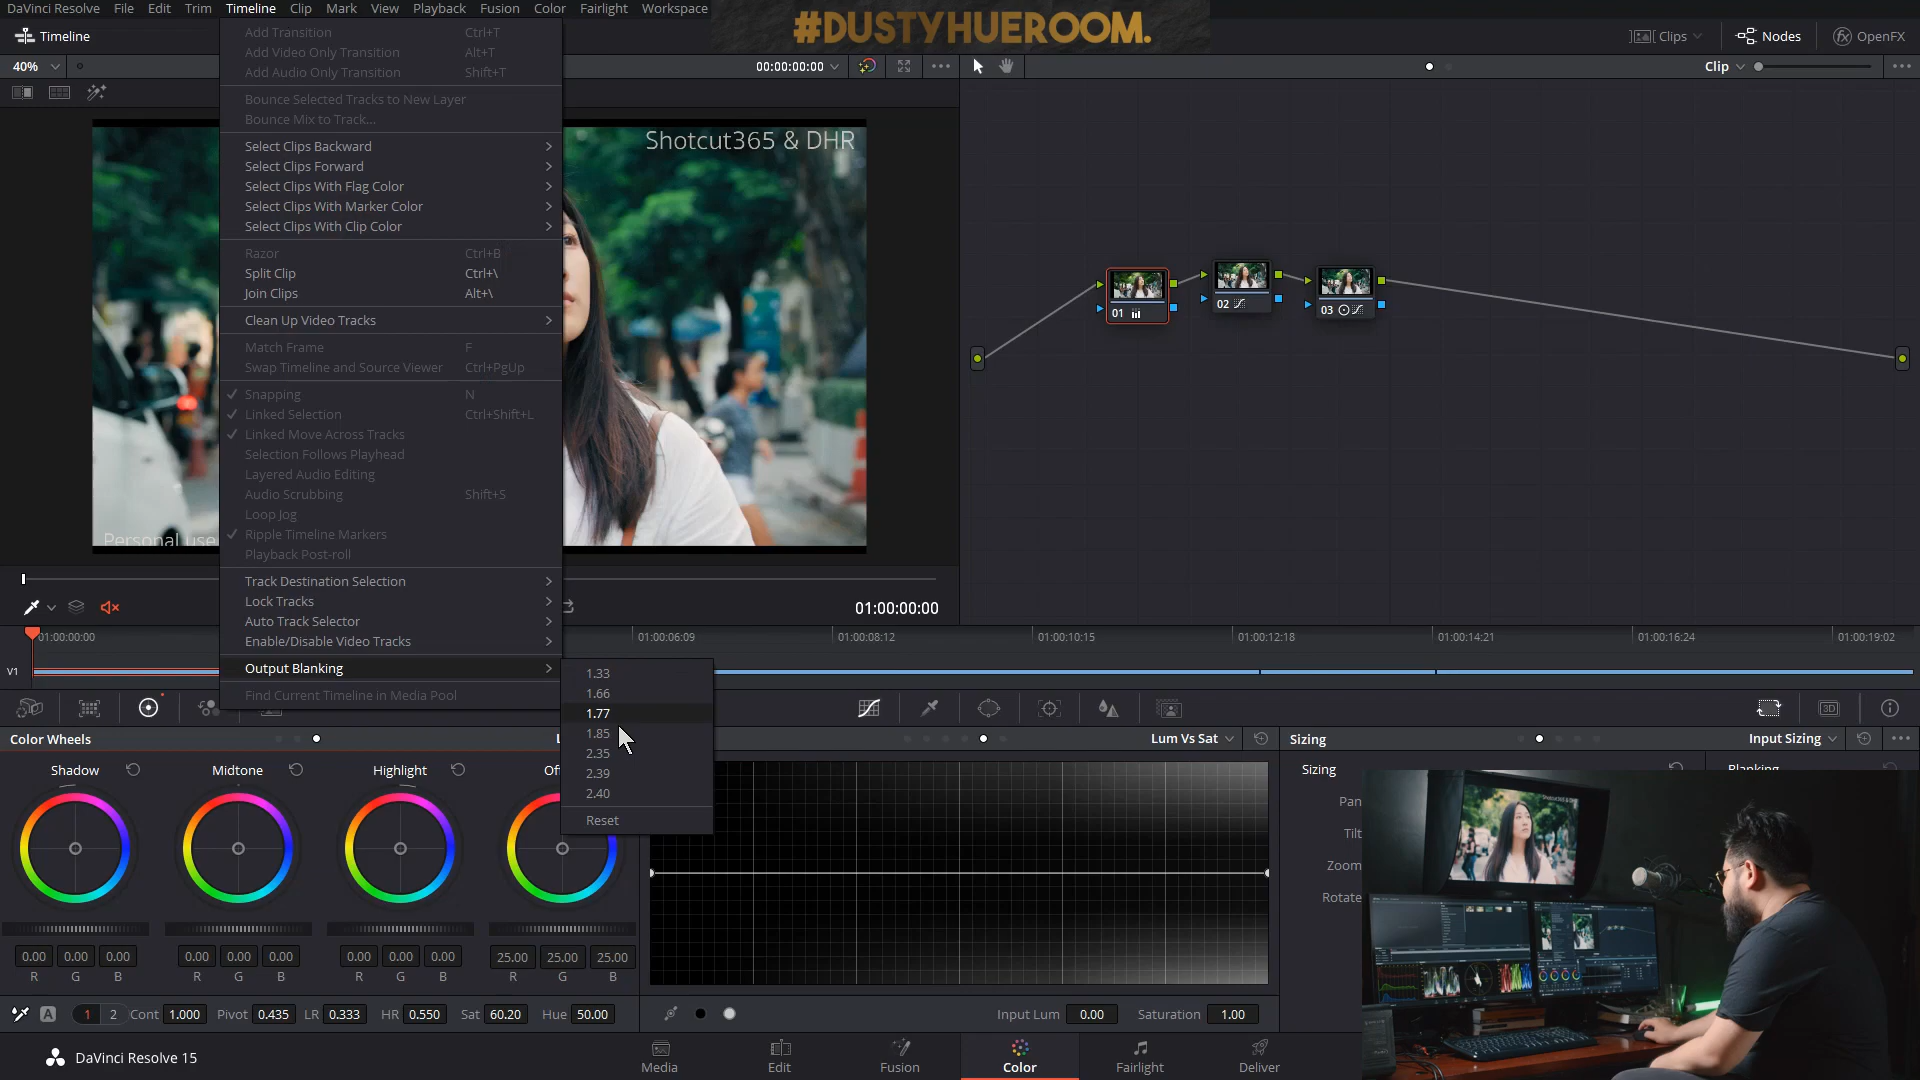 DaVinci Resolve File Edit Trim Timeline Clip Mark View Playback Fusion Color Fairlight Workspace
#DUSTYHUEROOM.
Timeline
Clips Nodes OpenFX
40% 00:00:00:00 Clip
Add Transition Ctrl+T
Add Video Only Transition Alt+T
Add Audio Only Transition Shift+T
Bounce Selected Tracks to New Layer
Bounce Mix to Track...
Select Clips Backward
Select Clips Forward
Select Clips With Flag Color
Select Clips With Marker Color
Select Clips With Clip Color
Razor Ctrl+B
Split Clip Ctrl+\
Join Clips Alt+\
Clean Up Video Tracks
Match Frame F
Swap Timeline and Source Viewer Ctrl+PgUp
Snapping N
Linked Selection Ctrl+Shift+L
Linked Move Across Tracks
Selection Follows Playhead
Layered Audio Editing
Audio Scrubbing Shift+S
Loop Jog
Ripple Timeline Markers
Playback Post-roll
Track Destination Selection
Lock Tracks
Auto Track Selector
Enable/Disable Video Tracks
Output Blanking
Find Current Timeline in Media Pool
1.33
1.66
1.77
1.85
2.35
2.39
2.40
Reset
Shotcut365 & DHR
Personal use
01 02 03
01:00:00:00
01:00:00:00 01:00:06:09 01:00:08:12 01:00:10:15 01:00:12:18 01:00:14:21 01:00:16:24 01:00:19:02
V1
3D
Color Wheels Lum Vs Sat Sizing Input Sizing
Shadow Midtone Highlight Off
0.00 0.00 0.00 0.00 0.00 0.00 0.00 0.00 0.00 25.00 25.00 25.00
R G B R G B R G B R G B
A 1 2 Cont 1.000 Pivot 0.435 LR 0.333 HR 0.550 Sat 60.20 Hue 50.00
Input Lum 0.00 Saturation 1.00
Sizing Blanking
Pan
Tilt
Zoom
Rotate
DaVinci Resolve 15
Media Edit Fusion Color Fairlight Deliver